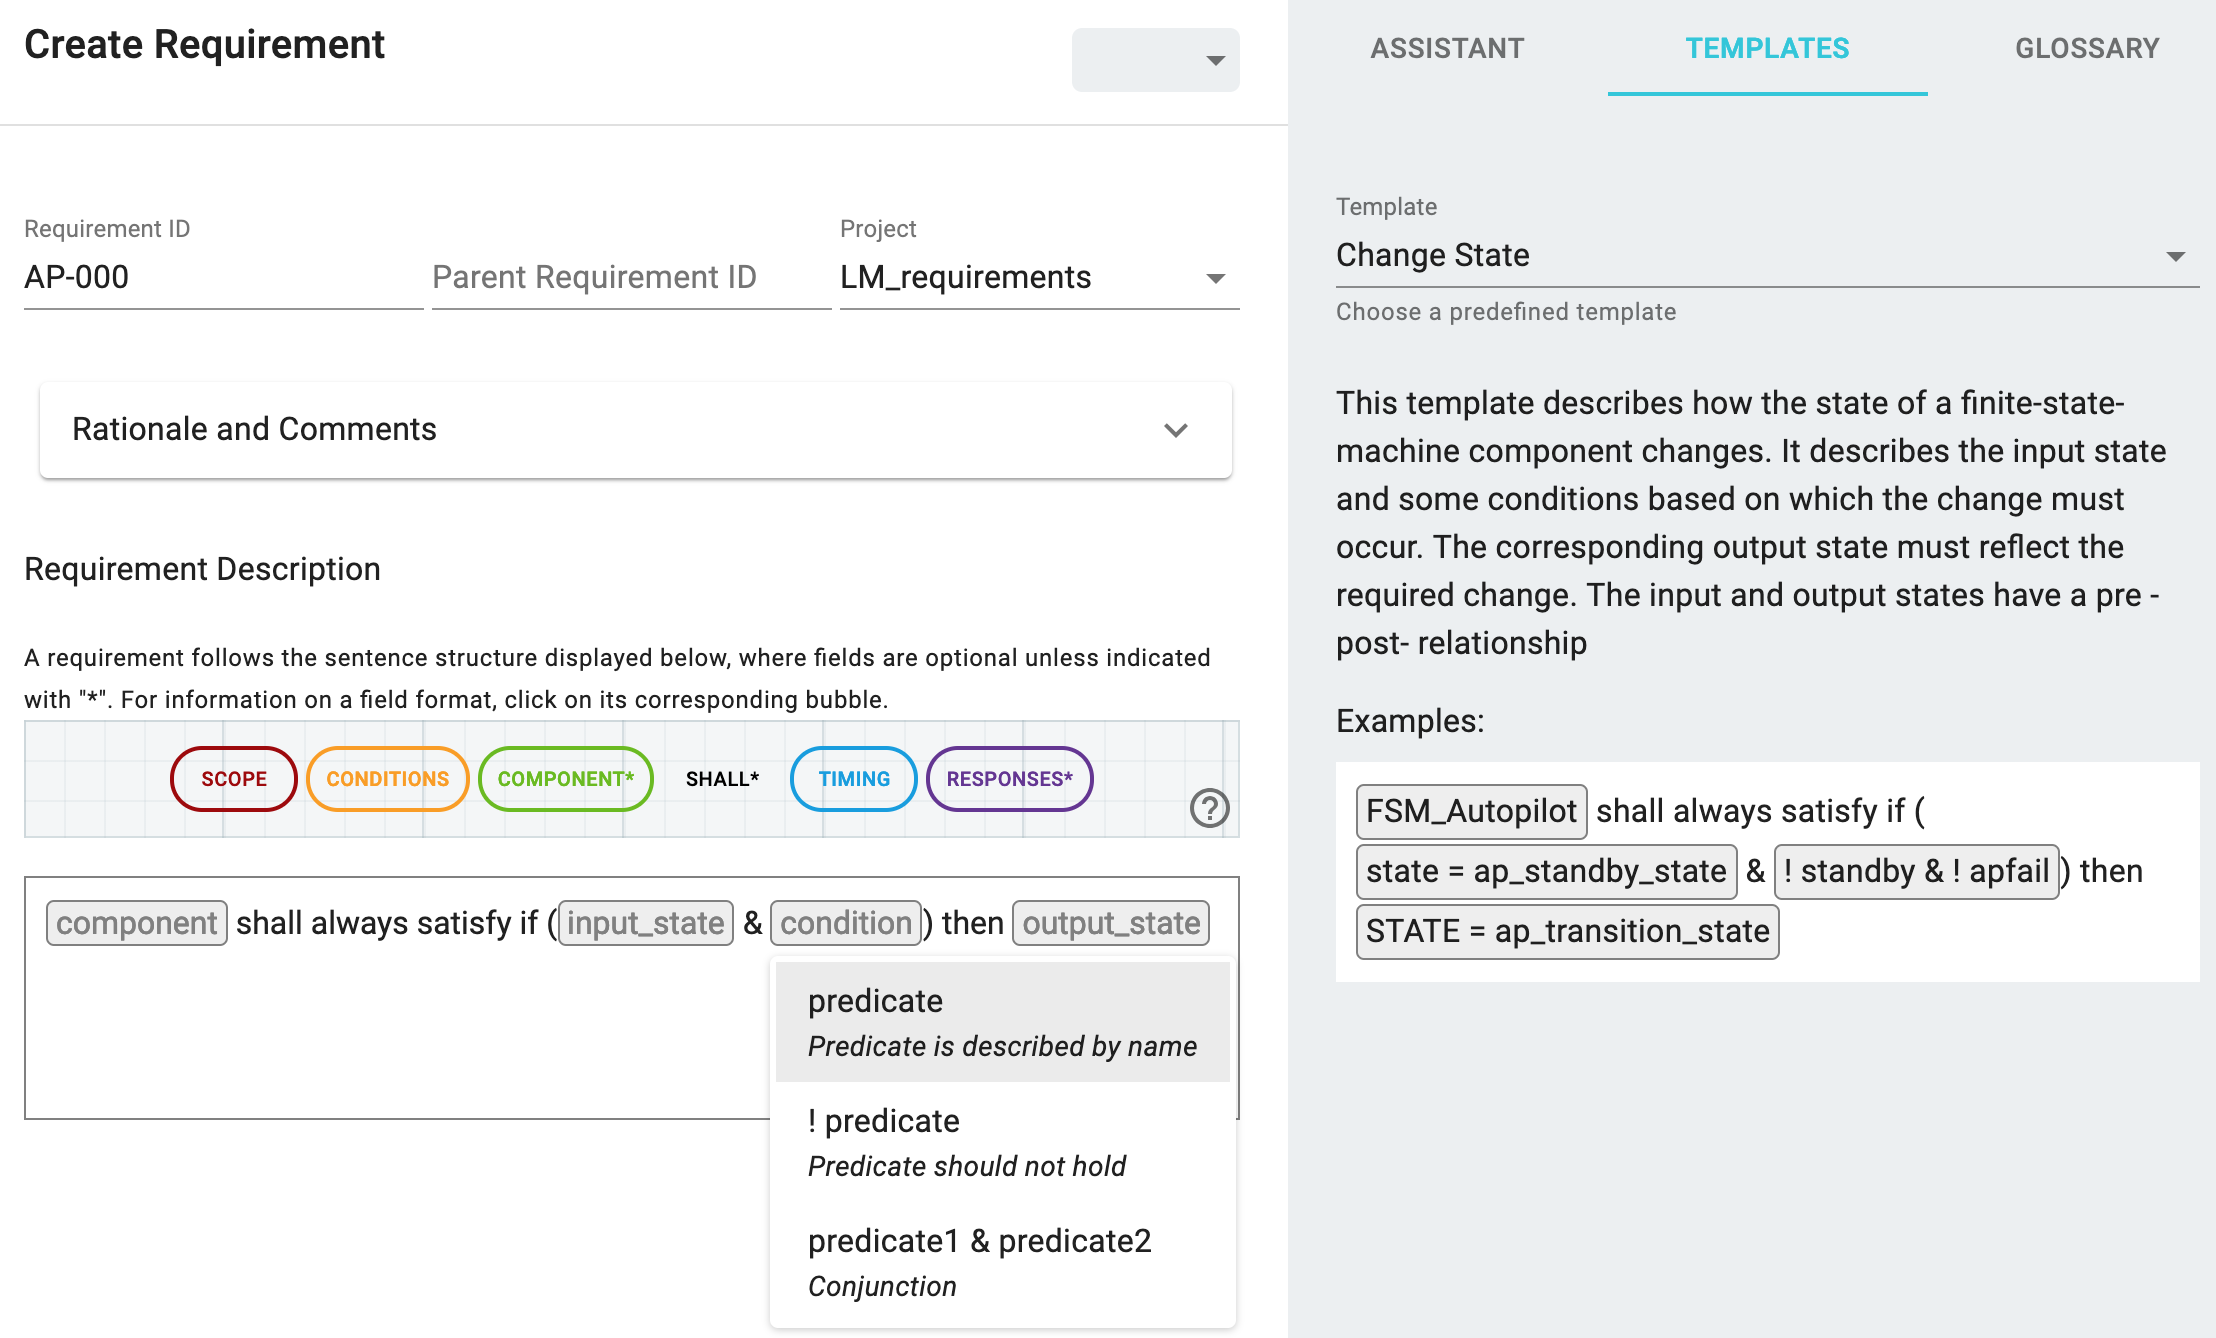 Create Requirement
ASSISTANT TEMPLATES GLOSSARY
Requirement ID
AP-000
Parent Requirement ID
Project
LM_requirements
Rationale and Comments
Requirement Description
A requirement follows the sentence structure displayed below, where fields are optional unless indicated
with "*". For information on a field format, click on its corresponding bubble.
SCOPE CONDITIONS COMPONENT* SHALL* TIMING RESPONSES*
?
component shall always satisfy if (input_state & condition) then output_state
predicate
Predicate is described by name
! predicate
Predicate should not hold
predicate1 & predicate2
Conjunction
Template
Change State
Choose a predefined template
This template describes how the state of a finite-state-
machine component changes. It describes the input state
and some conditions based on which the change must
occur. The corresponding output state must reflect the
required change. The input and output states have a pre -
post- relationship
Examples:
FSM_Autopilot shall always satisfy if (
state = ap_standby_state & ! standby & ! apfail) then
STATE = ap_transition_state